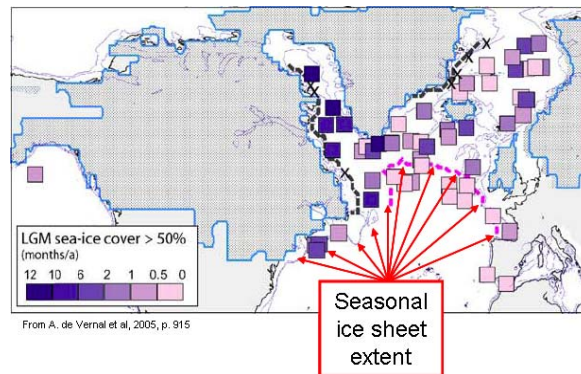 LGM sea-ice cover > 50%
(months/a)
12 10 6 2 1 0.5 0
From A. de Vernal et al, 2005, p. 915
Seasonal
ice sheet
extent
X
X
X
X
X
X
X